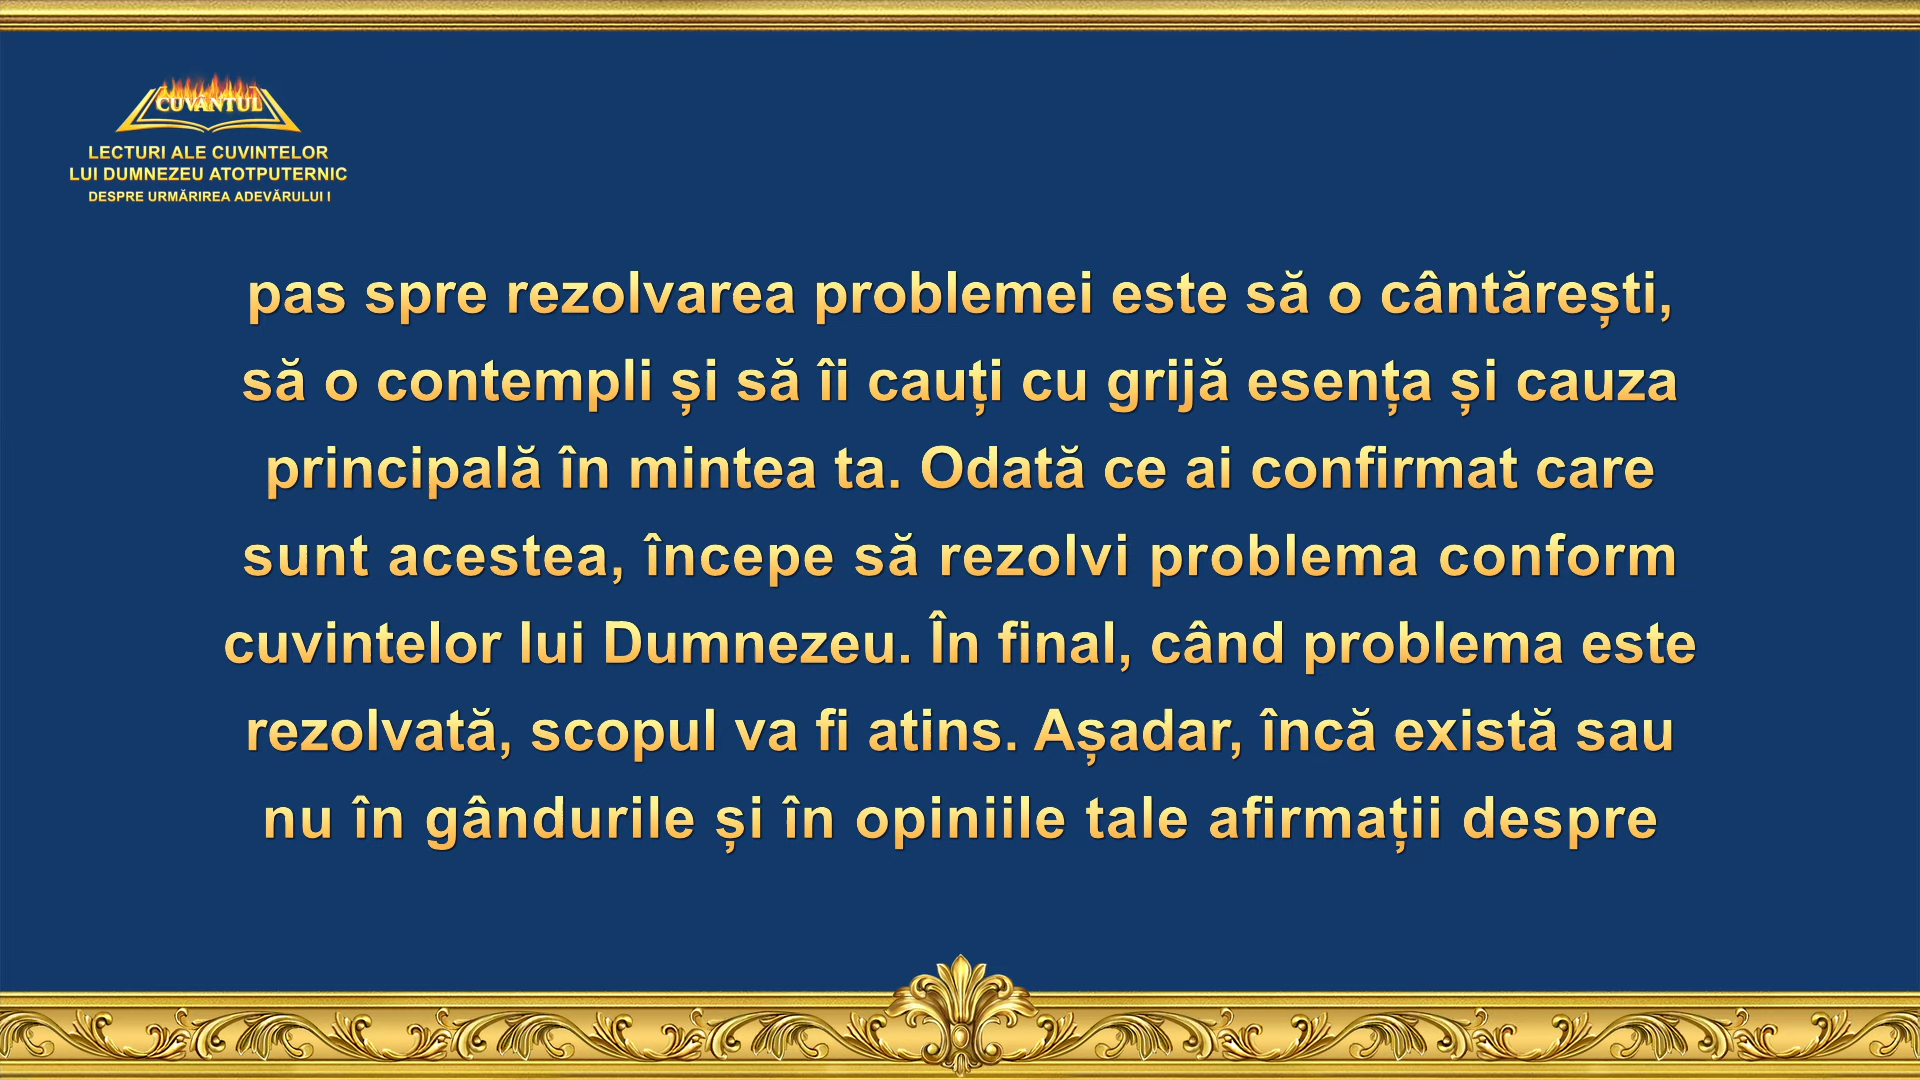 CUVÂNTUL
LECTURI ALE CUVINTELOR
LUI DUMNEZEU ATOTPUTERNIC
DESPRE URMĂRIREA ADEVĂRULUI I
pas spre rezolvarea problemei este să o cântărești,
să o contempli și să îi cauți cu grijă esența și cauza
principală în mintea ta. Odată ce ai confirmat care
sunt acestea, începe să rezolvi problema conform
cuvintelor lui Dumnezeu. În final, când problema este
rezolvată, scopul va fi atins. Așadar, încă există sau
nu în gândurile și în opiniile tale afirmații despre